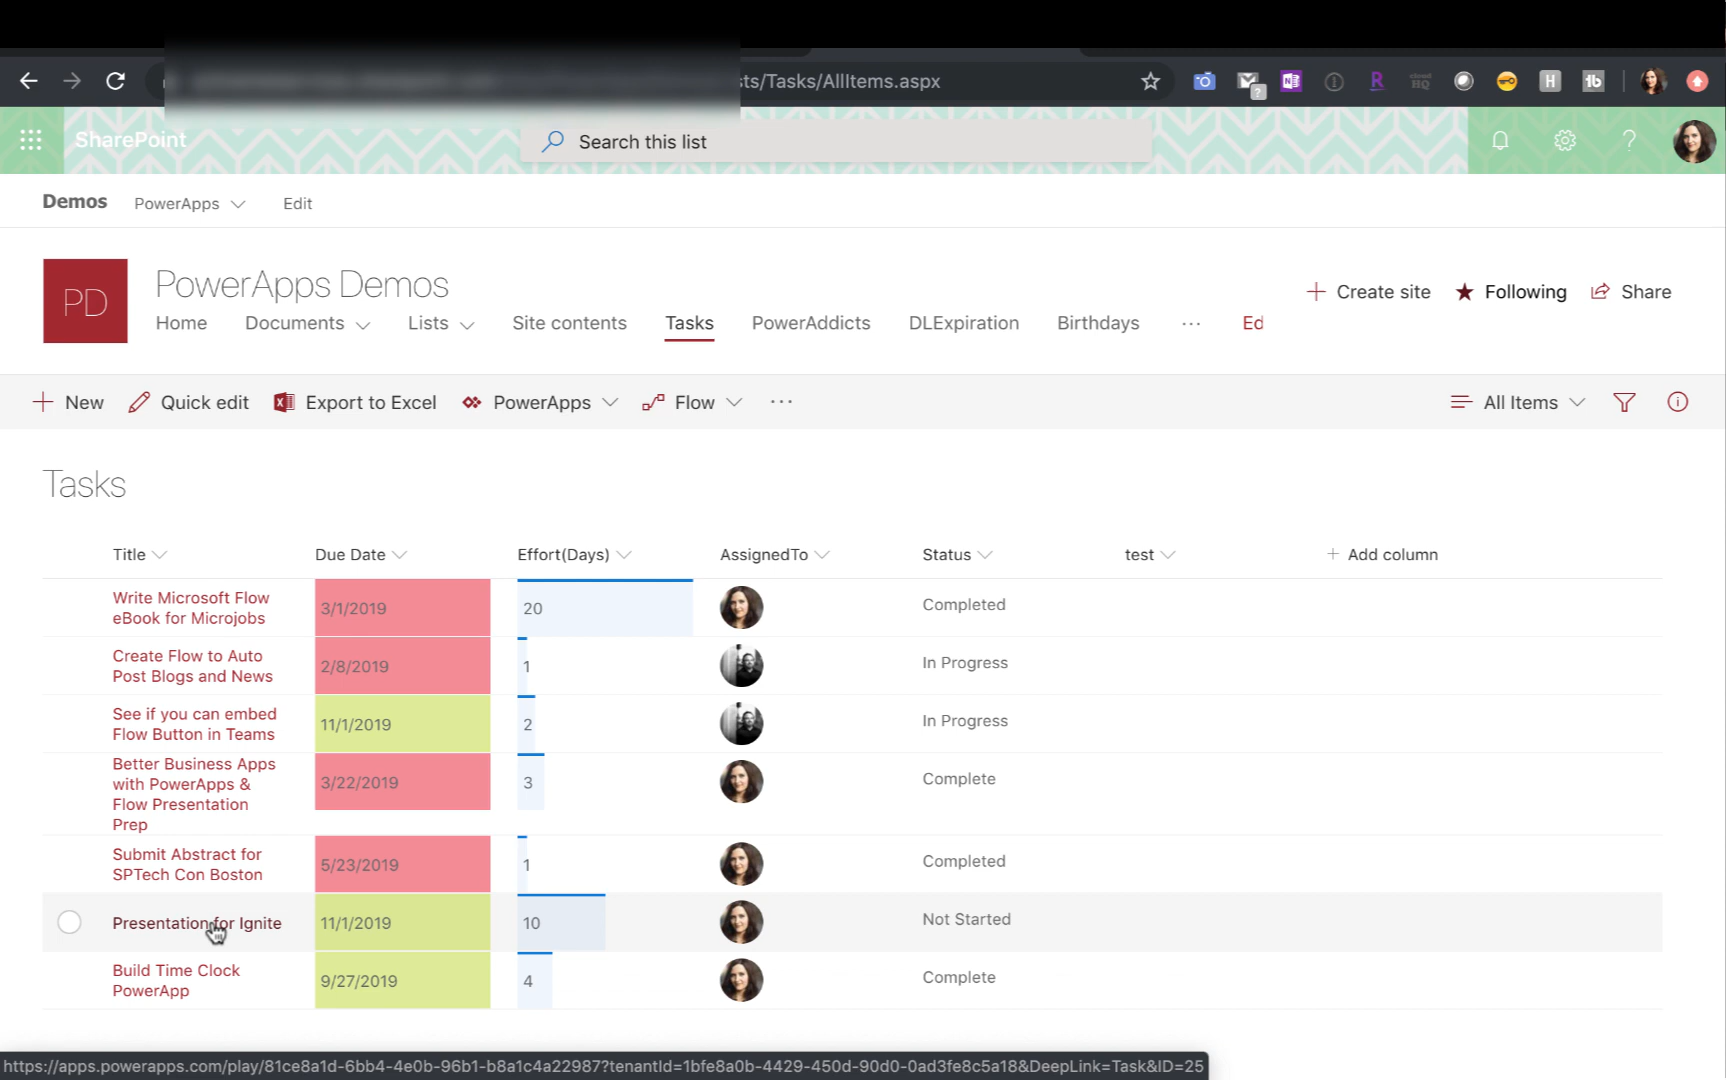 sts/Tasks/AllItems.aspx
SharePoint
Search this list
Demos
PowerApps
Edit
PD
PowerApps Demos
Create site
Following
Share
Home
Documents
Lists
Site contents
Tasks
PowerAddicts
DLExpiration
Birthdays
...
Ed
New
Quick edit
Export to Excel
PowerApps
Flow
...
All Items
Tasks
Title
Due Date
Effort(Days)
AssignedTo
Status
test
+ Add column
Write Microsoft Flow
eBook for Microjobs
3/1/2019
20
Completed
Create Flow to Auto
Post Blogs and News
2/8/2019
1
In Progress
See if you can embed
Flow Button in Teams
11/1/2019
2
In Progress
Better Business Apps
with PowerApps &
Flow Presentation
Prep
3/22/2019
3
Complete
Submit Abstract for
SPTech Con Boston
5/23/2019
1
Completed
Presentation for Ignite
11/1/2019
10
Not Started
Build Time Clock
PowerApp
9/27/2019
4
Complete
https://apps.powerapps.com/play/81ce8a1d-6bb4-4e0b-96b1-b8a1c4a22987?tenantId=1bfe8a0b-4429-450d-90d0-0ad3fe8c5a18&DeepLink=Task&ID=25